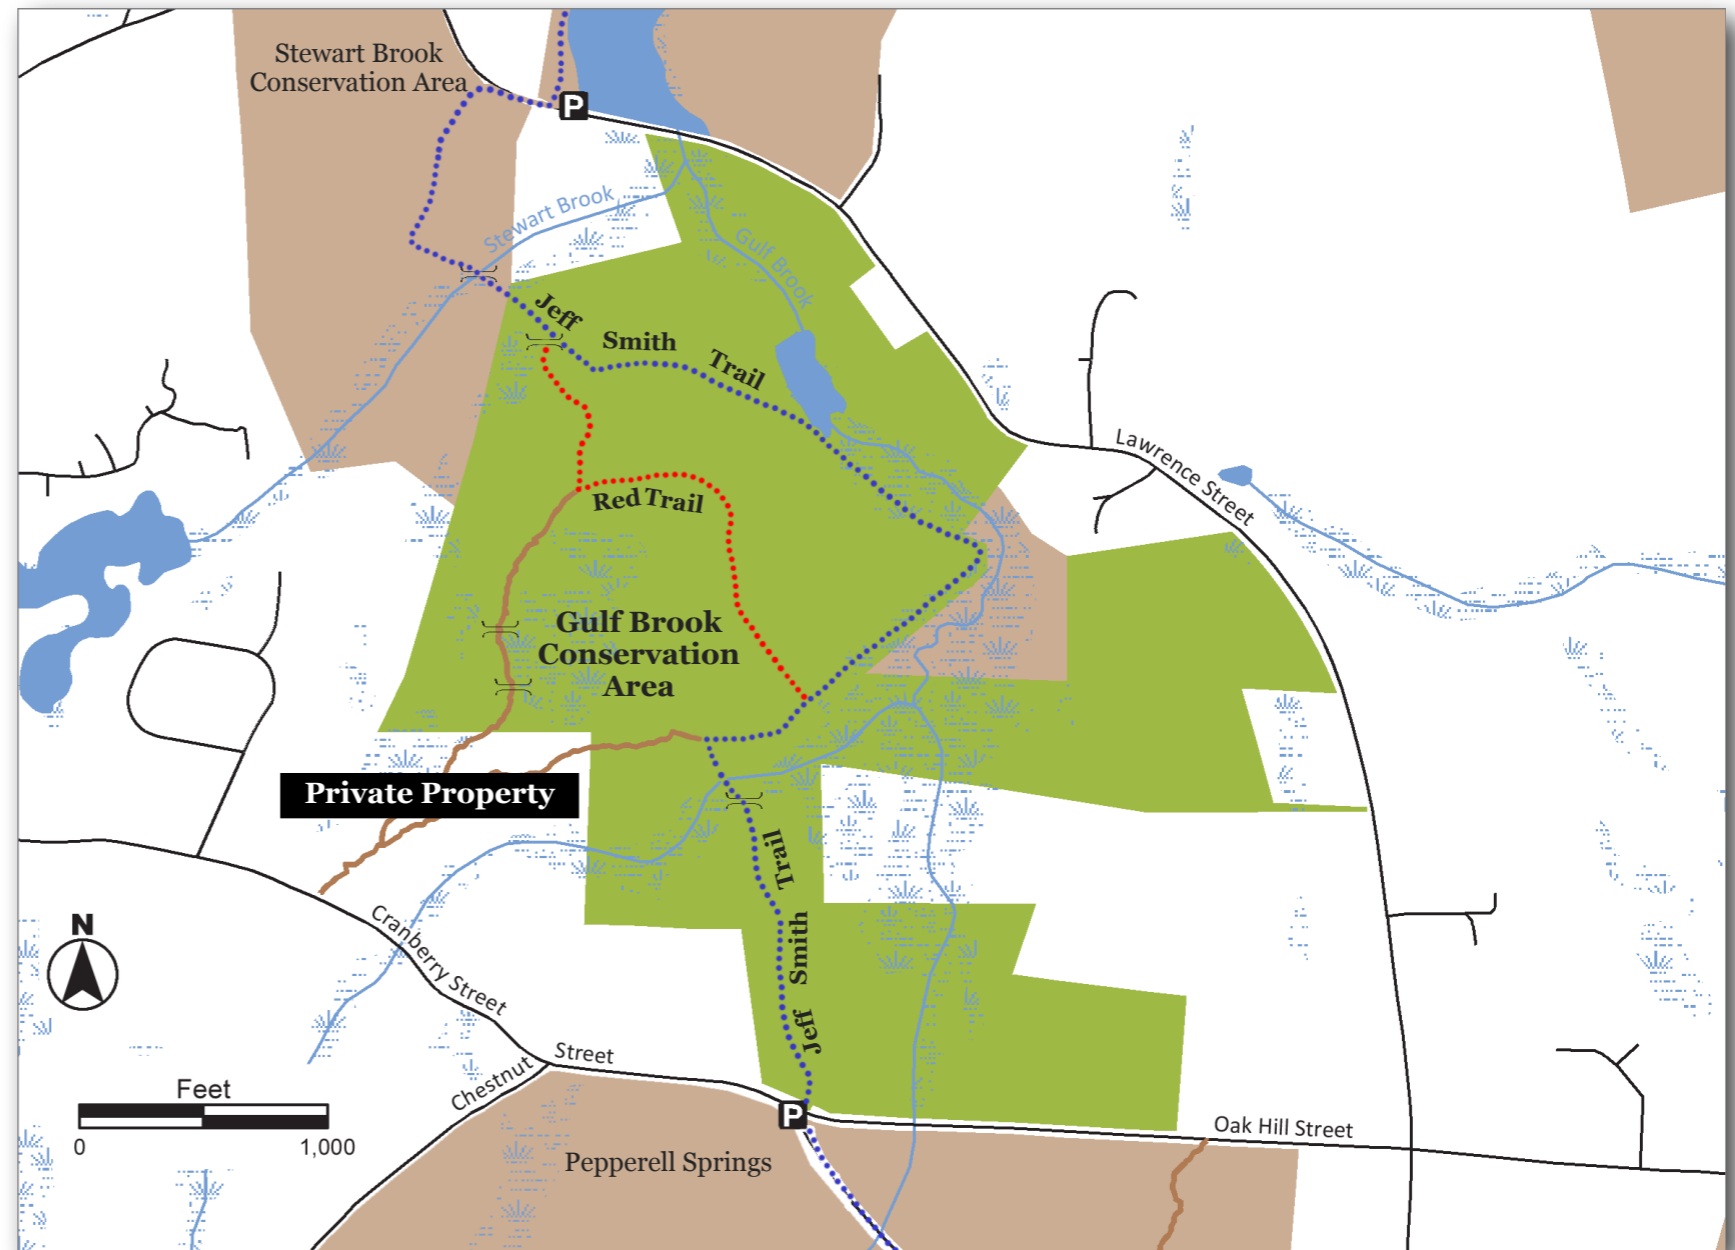 Stewart Brook
Conservation Area
P
Stewart Brook
Gulf Brook
Jeff
Smith
Trail
Lawrence Street
Red Trail
Gulf Brook
Conservation
Area
Private Property
Trail
Smith
Jeff
N
Cranberry Street
Street
Chestnut
Feet
0
1,000
P
Oak Hill Street
Pepperell Springs